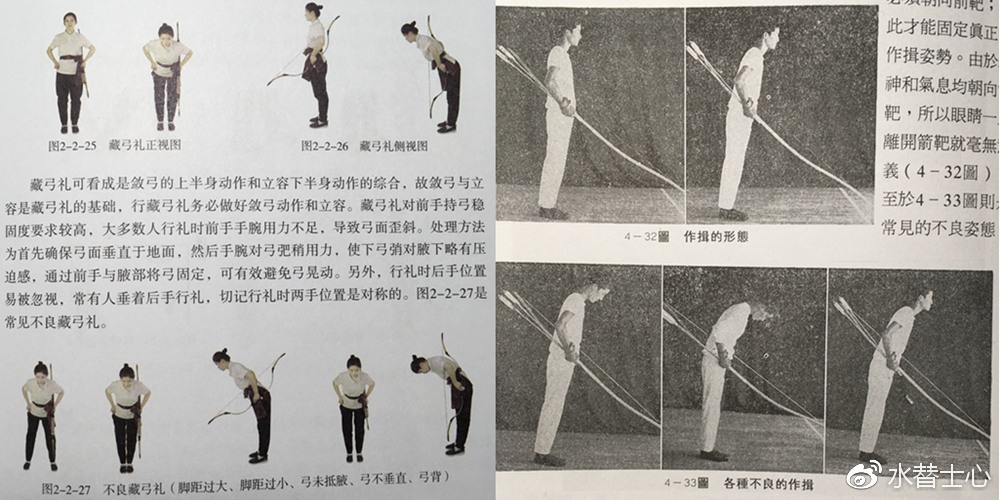 图2-2-25 藏弓礼正视图
图2-2-26 藏弓礼侧视图
藏弓礼可看成是敛弓的上半身动作和立容下半身动作的综合，故敛弓与立
容是藏弓礼的基础，行藏弓礼务必做好敛弓动作和立容。藏弓礼对前手持弓稳
固度要求较高，大多数人行礼时前手手腕用力不足，导致弓面歪斜。处理方法
为首先确保弓面垂直于地面，然后手腕对弓弝稍用力，使下弓弰对腋下略有压
迫感，通过前手与腋部将弓固定，可有效避免弓晃动。另外，行礼时后手位置
易被忽视，常有人垂着后手行礼，切记行礼时两手位置是对称的。图2-2-27是
常见不良藏弓礼。
图2-2-27 不良藏弓礼（脚距过大、脚距过小、弓未抵腋、弓不垂直、弓背）
必須朝向前靶；
此才能固定眞正
作揖姿勢。由於
神和氣息均朝向
靶，所以眼睛一
離開箭靶就毫無
義（4－32圖）
至於4－33圖則
常見的不良姿態
4－32圖 作揖的形態
4－33圖 各種不良的作揖
水替士心